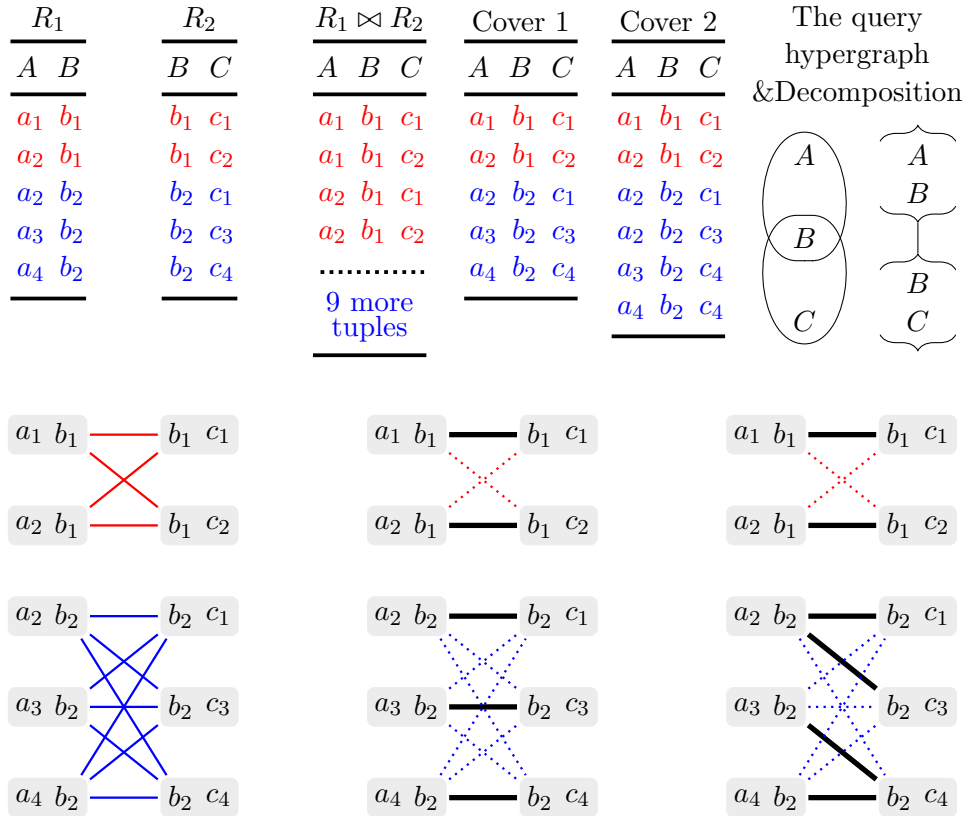 R₁ R₂ R₁ ⋈ R₂ Cover 1 Cover 2 The query
hypergraph
A B B C A B C A B C A B C
&Decomposition
a₁ b₁ b₁ c₁ a₁ b₁ c₁ a₁ b₁ c₁ a₁ b₁ c₁
a₂ b₁ b₁ c₂ a₁ b₁ c₂ a₂ b₁ c₂ a₂ b₁ c₂ A A
a₂ b₂ b₂ c₁ a₂ b₁ c₁ a₂ b₂ c₁ a₂ b₂ c₁ B
a₃ b₂ b₂ c₃ a₂ b₁ c₂ a₃ b₂ c₃ a₂ b₂ c₃ B
a₄ b₂ b₂ c₄ a₄ b₂ c₄ a₃ b₂ c₄ B
9 more a₄ b₂ c₄
tuples C C
a₁ b₁ b₁ c₁ a₁ b₁ b₁ c₁ a₁ b₁ b₁ c₁
a₂ b₁ b₁ c₂ a₂ b₁ b₁ c₂ a₂ b₁ b₁ c₂
a₂ b₂ b₂ c₁ a₂ b₂ b₂ c₁ a₂ b₂ b₂ c₁
a₃ b₂ b₂ c₃ a₃ b₂ b₂ c₃ a₃ b₂ b₂ c₃
a₄ b₂ b₂ c₄ a₄ b₂ b₂ c₄ a₄ b₂ b₂ c₄